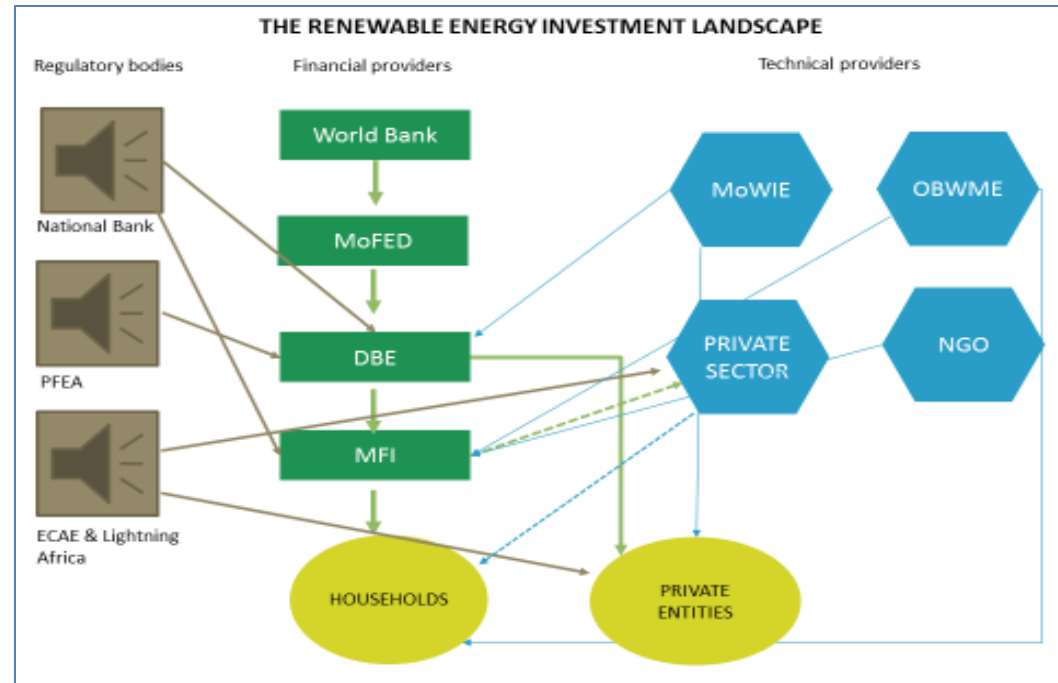 THE RENEWABLE ENERGY INVESTMENT LANDSCAPE
Regulatory bodies
Financial providers
Technical providers
National Bank
PFEA
ECAE & Lightning
Africa
World Bank
MoFED
DBE
MFI
MoWIE
OBWME
PRIVATE
SECTOR
NGO
HOUSEHOLDS
PRIVATE
ENTITIES